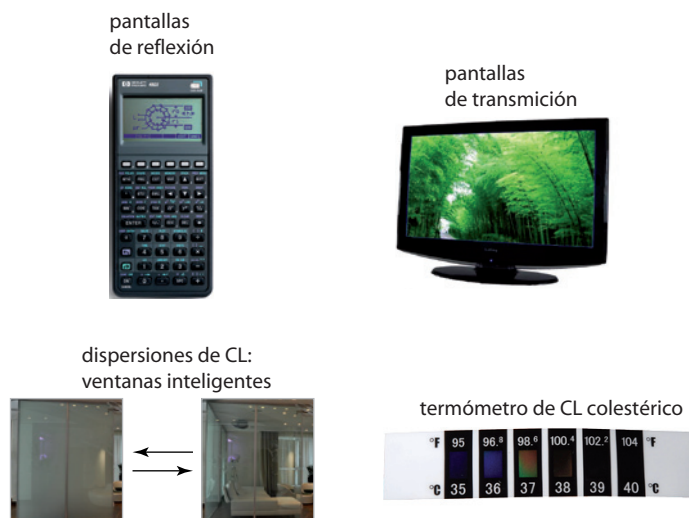 pantallas
de reflexión
pantallas
de transmición
dispersiones de CL:
ventanas inteligentes
termómetro de CL colestérico
°F 95 96.8 98.6 100.4 102.2 104 °F
°C 35 36 37 38 39 40 °C
ENTER